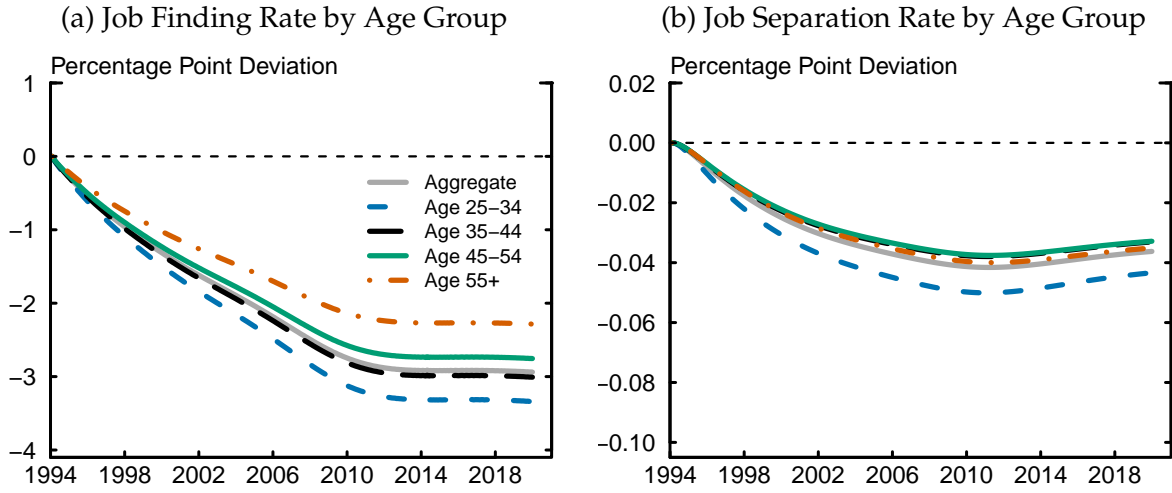 (a) Job Finding Rate by Age Group
Percentage Point Deviation
1
0
−1
−2
−3
−4
1994 1998 2002 2006 2010 2014 2018
Aggregate
Age 25−34
Age 35−44
Age 45−54
Age 55+
(b) Job Separation Rate by Age Group
Percentage Point Deviation
0.02
0.00
−0.02
−0.04
−0.06
−0.08
−0.10
1994 1998 2002 2006 2010 2014 2018